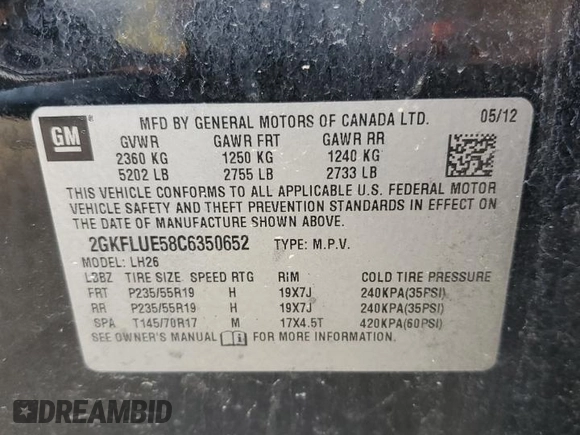 GM
MFD BY GENERAL MOTORS OF CANADA LTD. 05/12
GVWR GAWR FRT GAWR RR
2360 KG 1250 KG 1240 KG
5202 LB 2755 LB 2733 LB
THIS VEHICLE CONFORMS TO ALL APPLICABLE U.S. FEDERAL MOTOR
VEHICLE SAFETY AND THEFT PREVENTION STANDARDS IN EFFECT ON
THE DATE OF MANUFACTURE SHOWN ABOVE.
2GKFLUE58C6350652 TYPE: M.P.V.
MODEL: LH26
L3BZ TIRE SIZE SPEED RTG RIM COLD TIRE PRESSURE
FRT P235/55R19 H 19X7J 240KPA(35PSI)
RR P235/55R19 H 19X7J 240KPA(35PSI)
SPA T145/70R17 M 17X4.5T 420KPA(60PSI)
SEE OWNER'S MANUAL FOR MORE INFORMATION.
DREAMBID